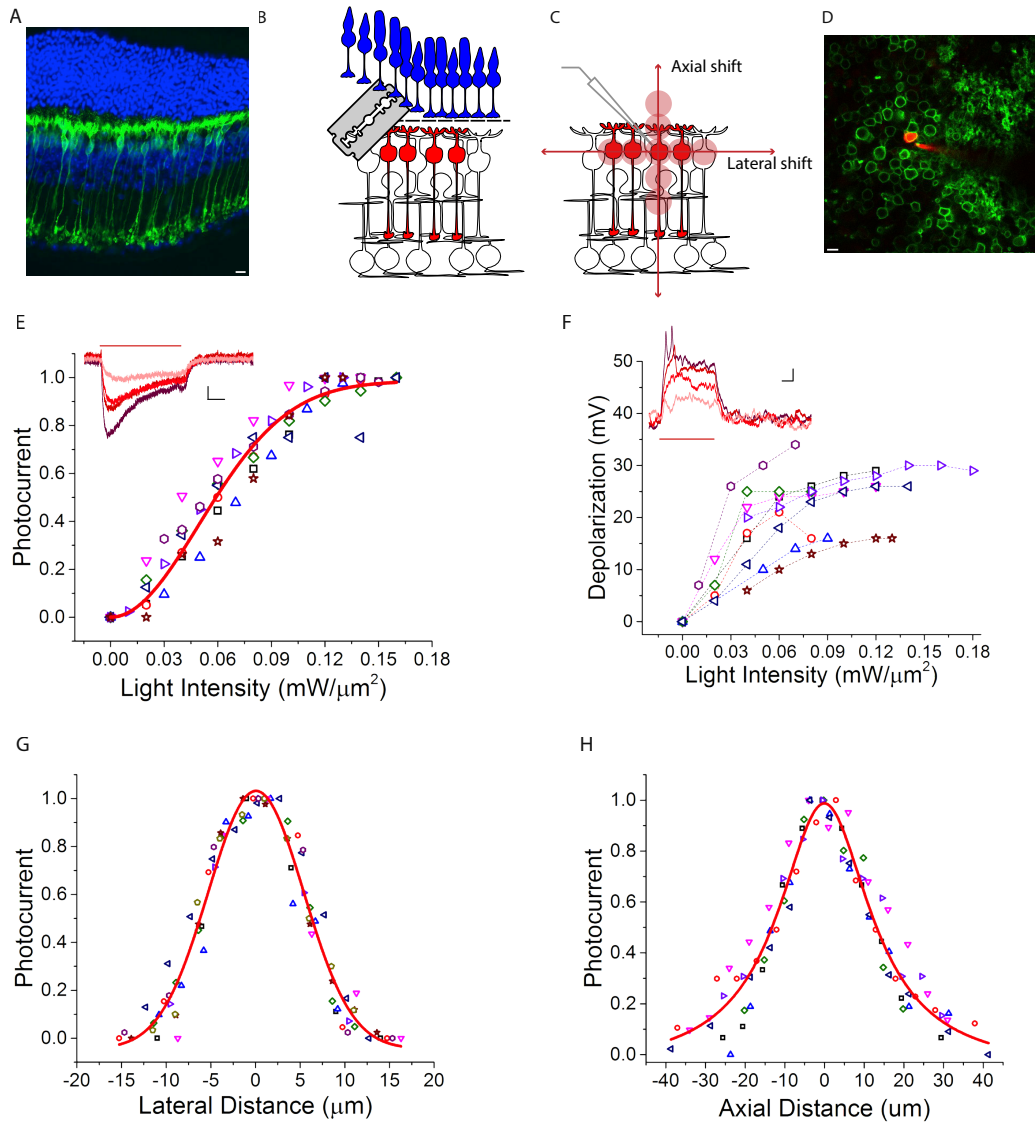 A
B
C
D
Axial shift
Lateral shift
E
F
1.0
0.8
0.6
0.4
0.2
0.0
Photocurrent
0.00 0.03 0.06 0.09 0.12 0.15 0.18
Light Intensity (mW/μm²)
50
40
30
20
10
0
Depolarization (mV)
0.00 0.03 0.06 0.09 0.12 0.15 0.18
Light Intensity (mW/μm²)
G
H
1.0
0.8
0.6
0.4
0.2
0.0
Photocurrent
-20 -15 -10 -5 0 5 10 15 20
Lateral Distance (μm)
1.0
0.8
0.6
0.4
0.2
0.0
Photocurrent
-40 -30 -20 -10 0 10 20 30 40
Axial Distance (um)